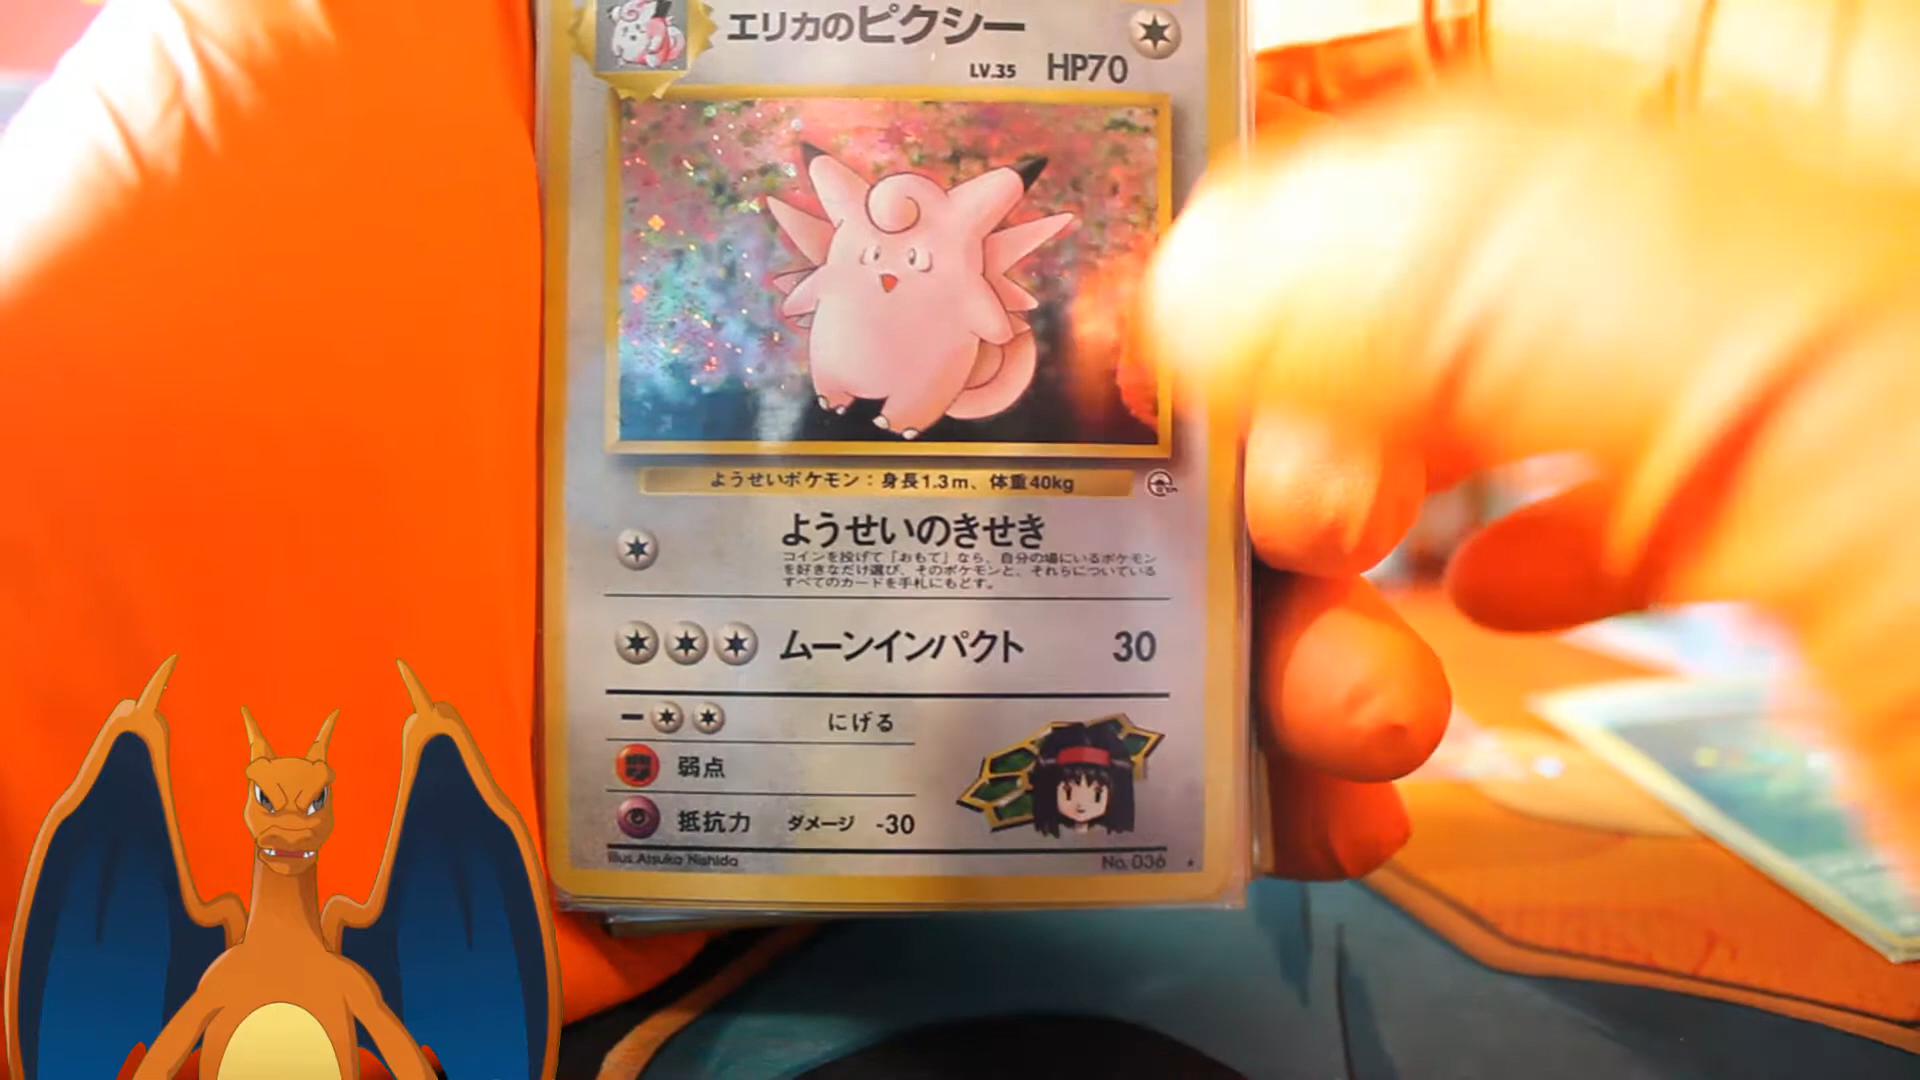 エリカのピクシー
LV.35 HP70
ようせいポケモン：身長1.3m、体重40kg
ようせいのきせき
コインを投げて「おもて」なら、自分の場にいるポケモン
を好きなだけ選び、そのポケモンと、それらについている
すべてのカードを手札にもどす。
ムーンインパクト 30
にげる
弱点
抵抗力 ダメージ -30
Illus. Atsuko Nishida No. 036